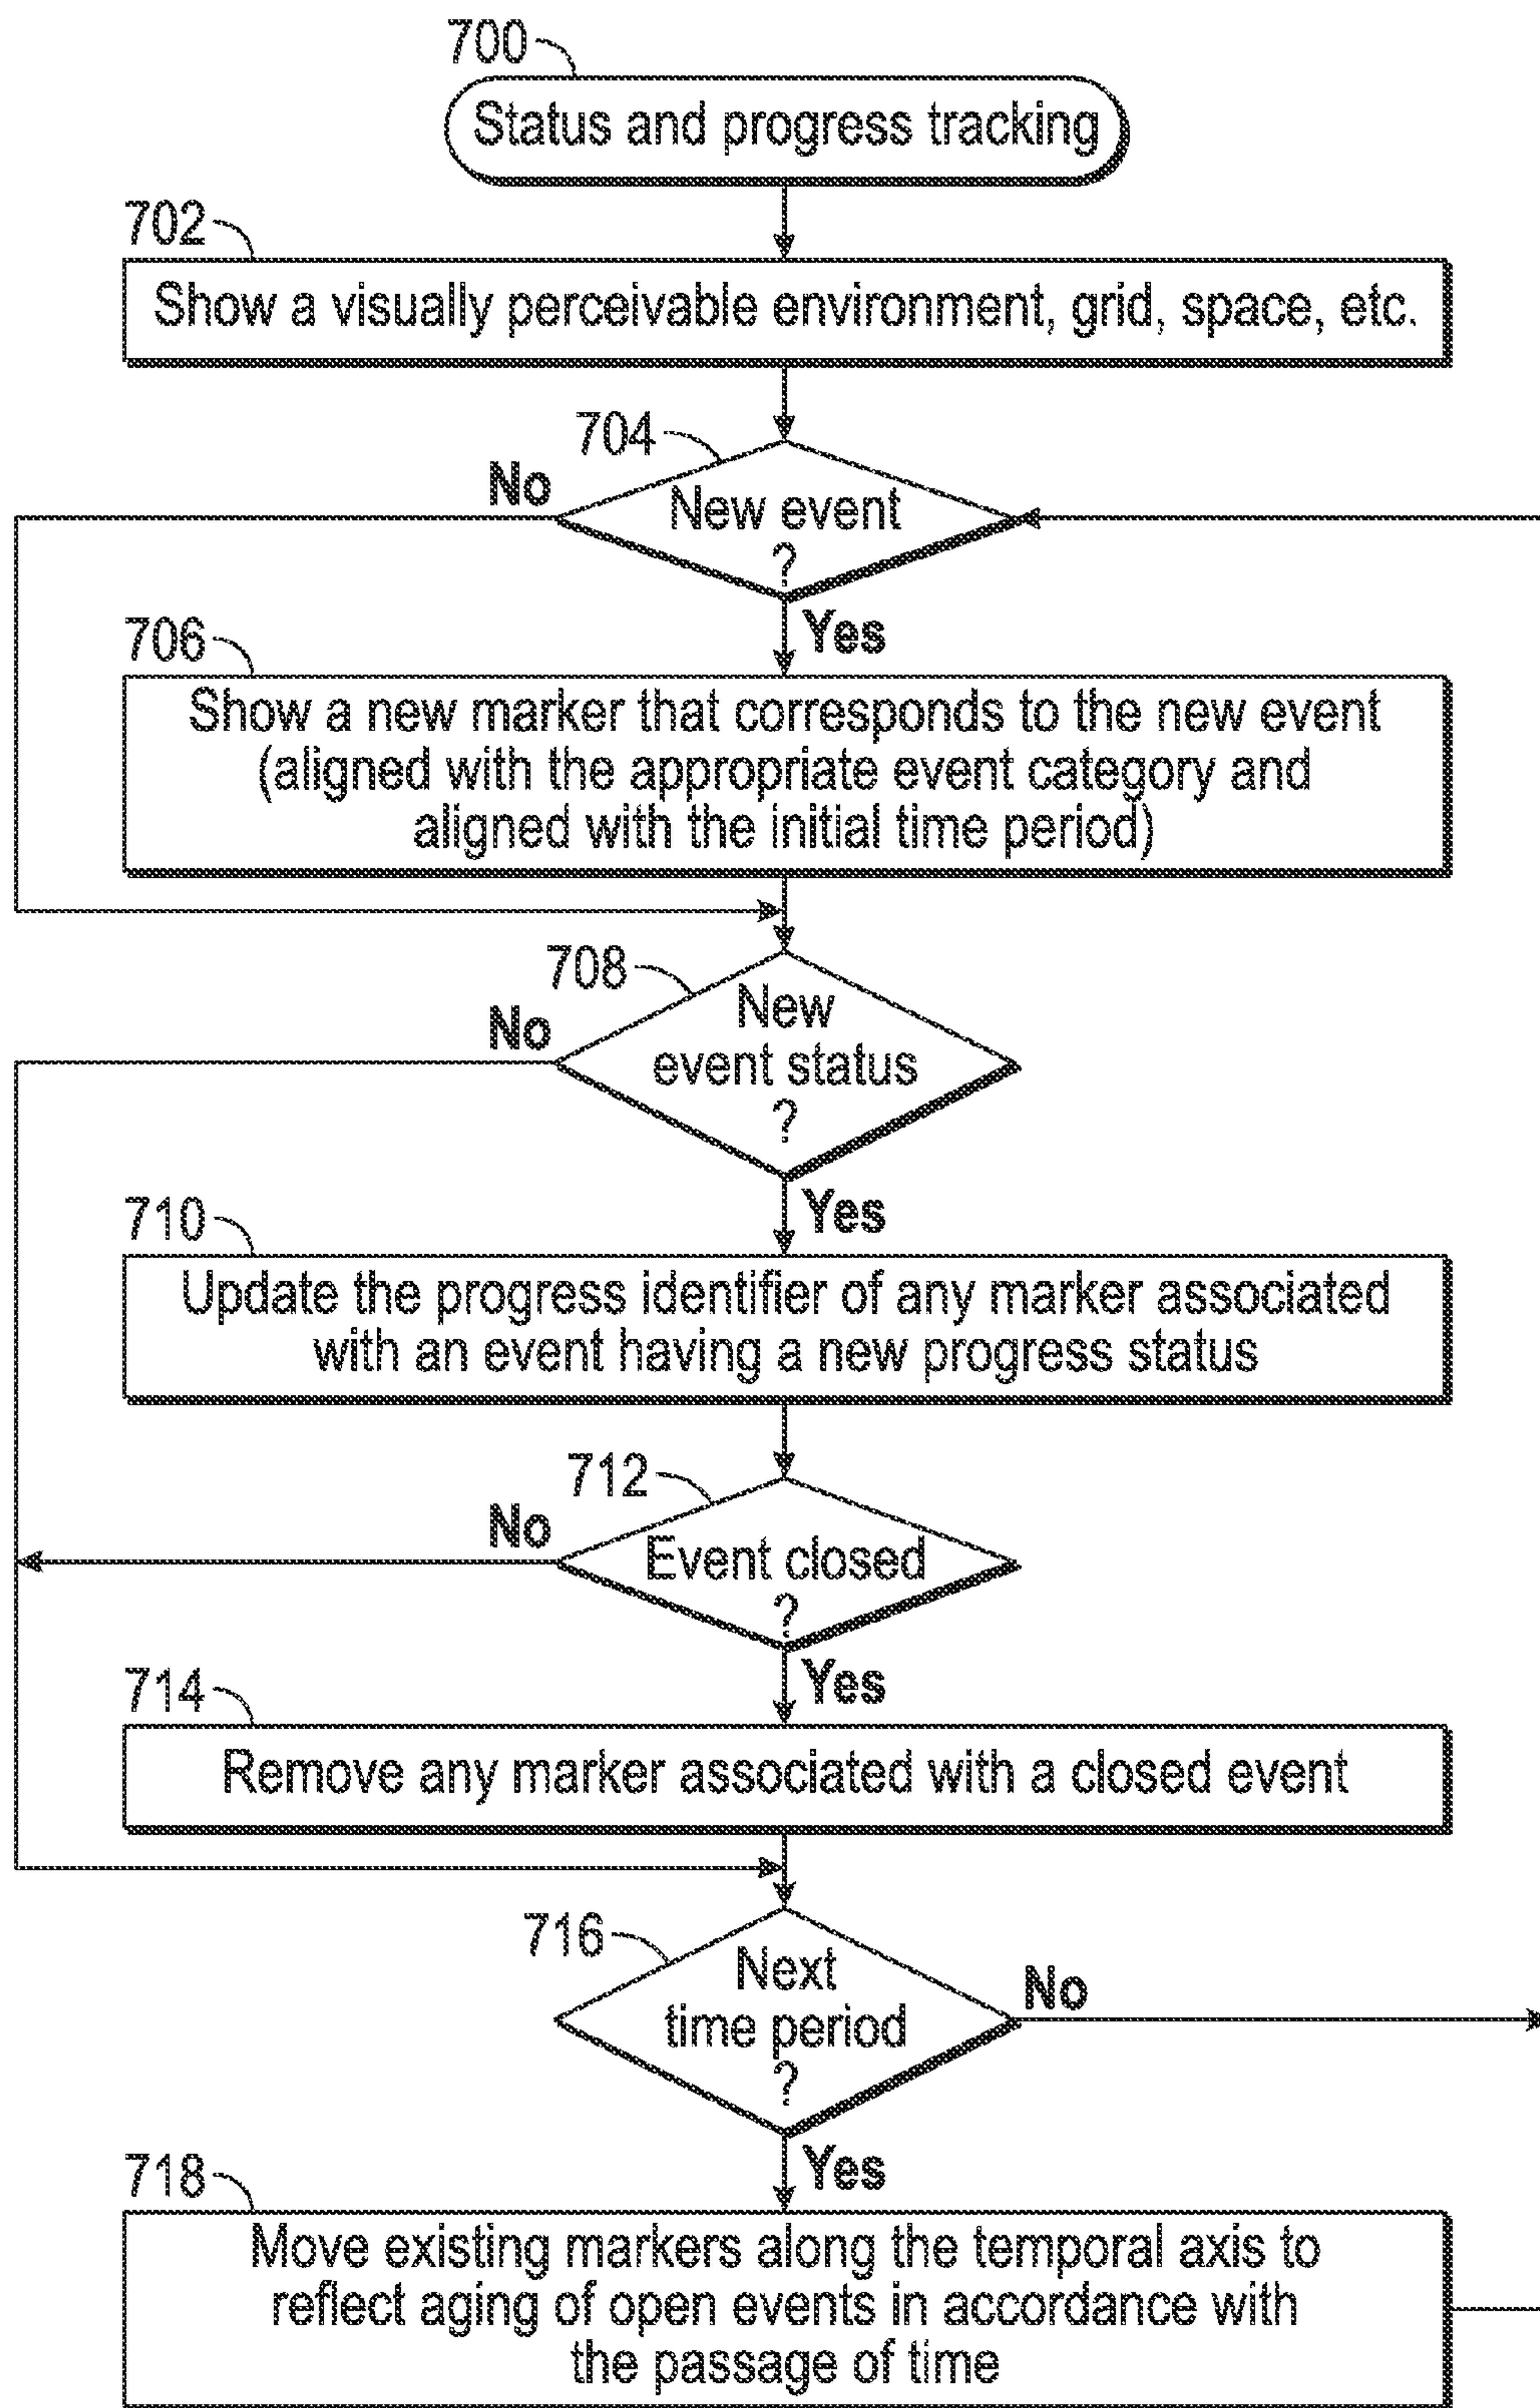 700
Status and progress tracking
702
Show a visually perceivable environment, grid, space, etc.
704
No
New event
?
Yes
706
Show a new marker that corresponds to the new event
(aligned with the appropriate event category and
aligned with the initial time period)
708
No
New
event status
?
Yes
710
Update the progress identifier of any marker associated
with an event having a new progress status
712
No
Event closed
?
Yes
714
Remove any marker associated with a closed event
716
Next
time period
?
No
Yes
718
Move existing markers along the temporal axis to
reflect aging of open events in accordance with
the passage of time